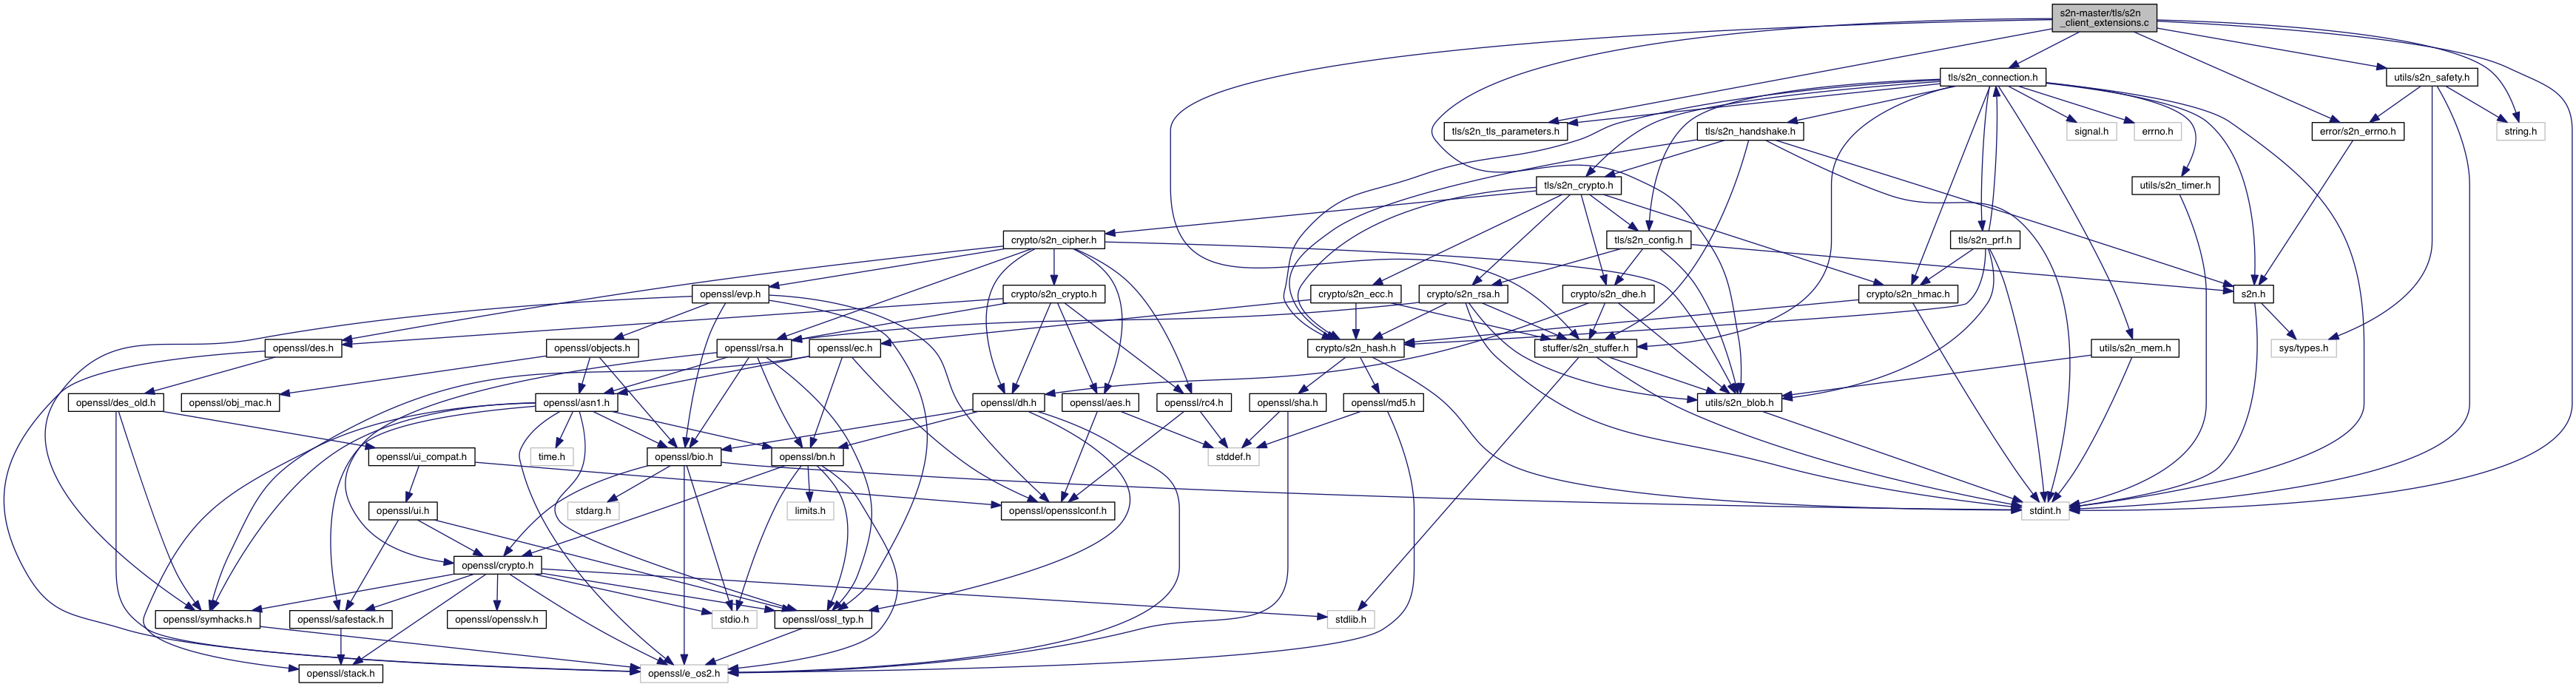 s2n-master/tls/s2n
_client_extensions.c
tls/s2n_connection.h
utils/s2n_safety.h
tls/s2n_tls_parameters.h
tls/s2n_handshake.h
signal.h
errno.h
error/s2n_errno.h
string.h
tls/s2n_crypto.h
utils/s2n_timer.h
crypto/s2n_cipher.h
tls/s2n_config.h
tls/s2n_prf.h
openssl/evp.h
crypto/s2n_crypto.h
crypto/s2n_ecc.h
crypto/s2n_rsa.h
crypto/s2n_dhe.h
crypto/s2n_hmac.h
s2n.h
openssl/des.h
openssl/objects.h
openssl/rsa.h
openssl/ec.h
crypto/s2n_hash.h
stuffer/s2n_stuffer.h
utils/s2n_mem.h
sys/types.h
openssl/des_old.h
openssl/obj_mac.h
openssl/asn1.h
openssl/dh.h
openssl/aes.h
openssl/rc4.h
openssl/sha.h
openssl/md5.h
utils/s2n_blob.h
openssl/ui_compat.h
time.h
openssl/bio.h
openssl/bn.h
stddef.h
openssl/ui.h
stdarg.h
limits.h
openssl/opensslconf.h
stdint.h
openssl/crypto.h
openssl/symhacks.h
openssl/safestack.h
openssl/opensslv.h
stdio.h
openssl/ossl_typ.h
stdlib.h
openssl/stack.h
openssl/e_os2.h